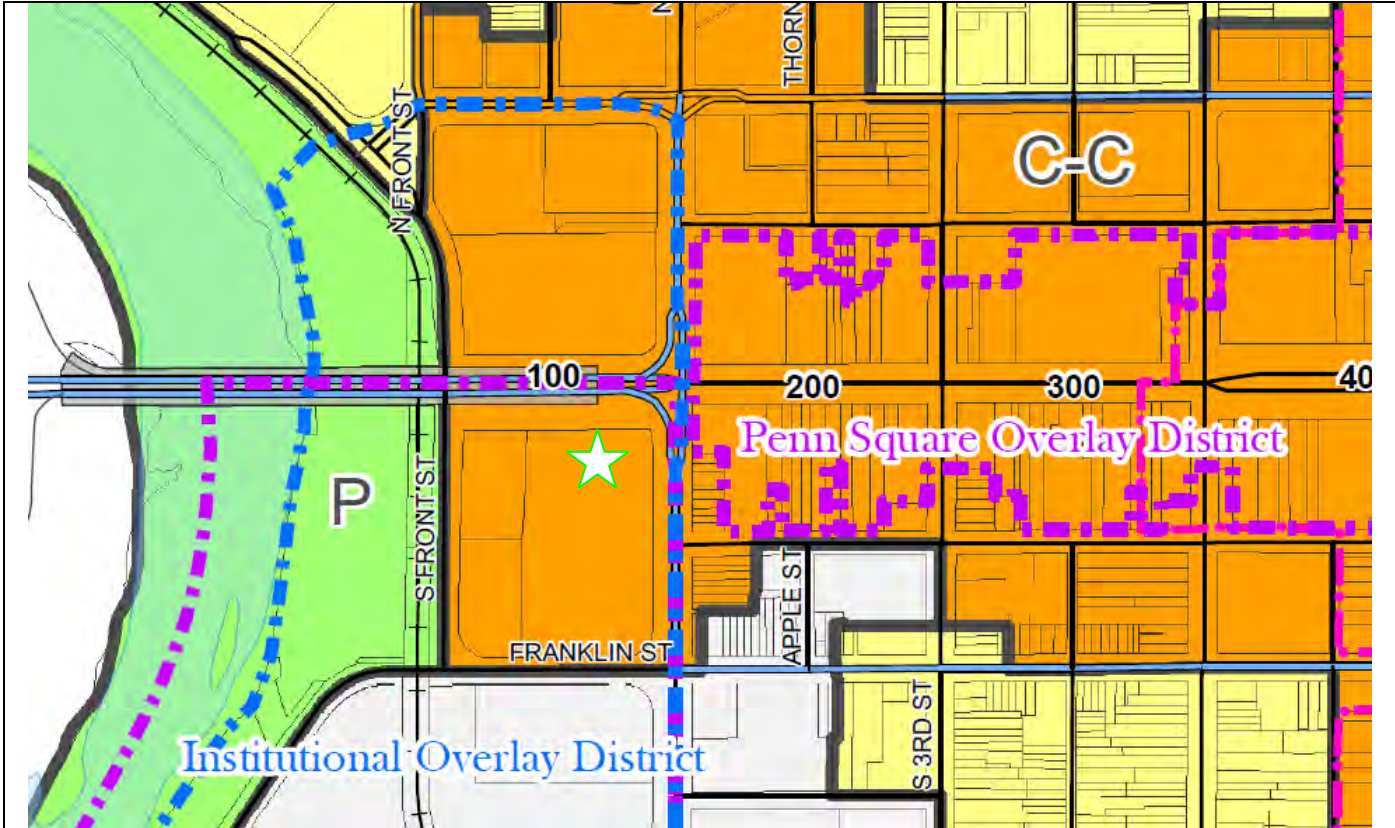 N
THORN
N FRONT ST
C-C
100
200
300
40
Penn Square Overlay District
P
S FRONT ST
APPLE ST
FRANKLIN ST
S 3RD ST
Institutional Overlay District